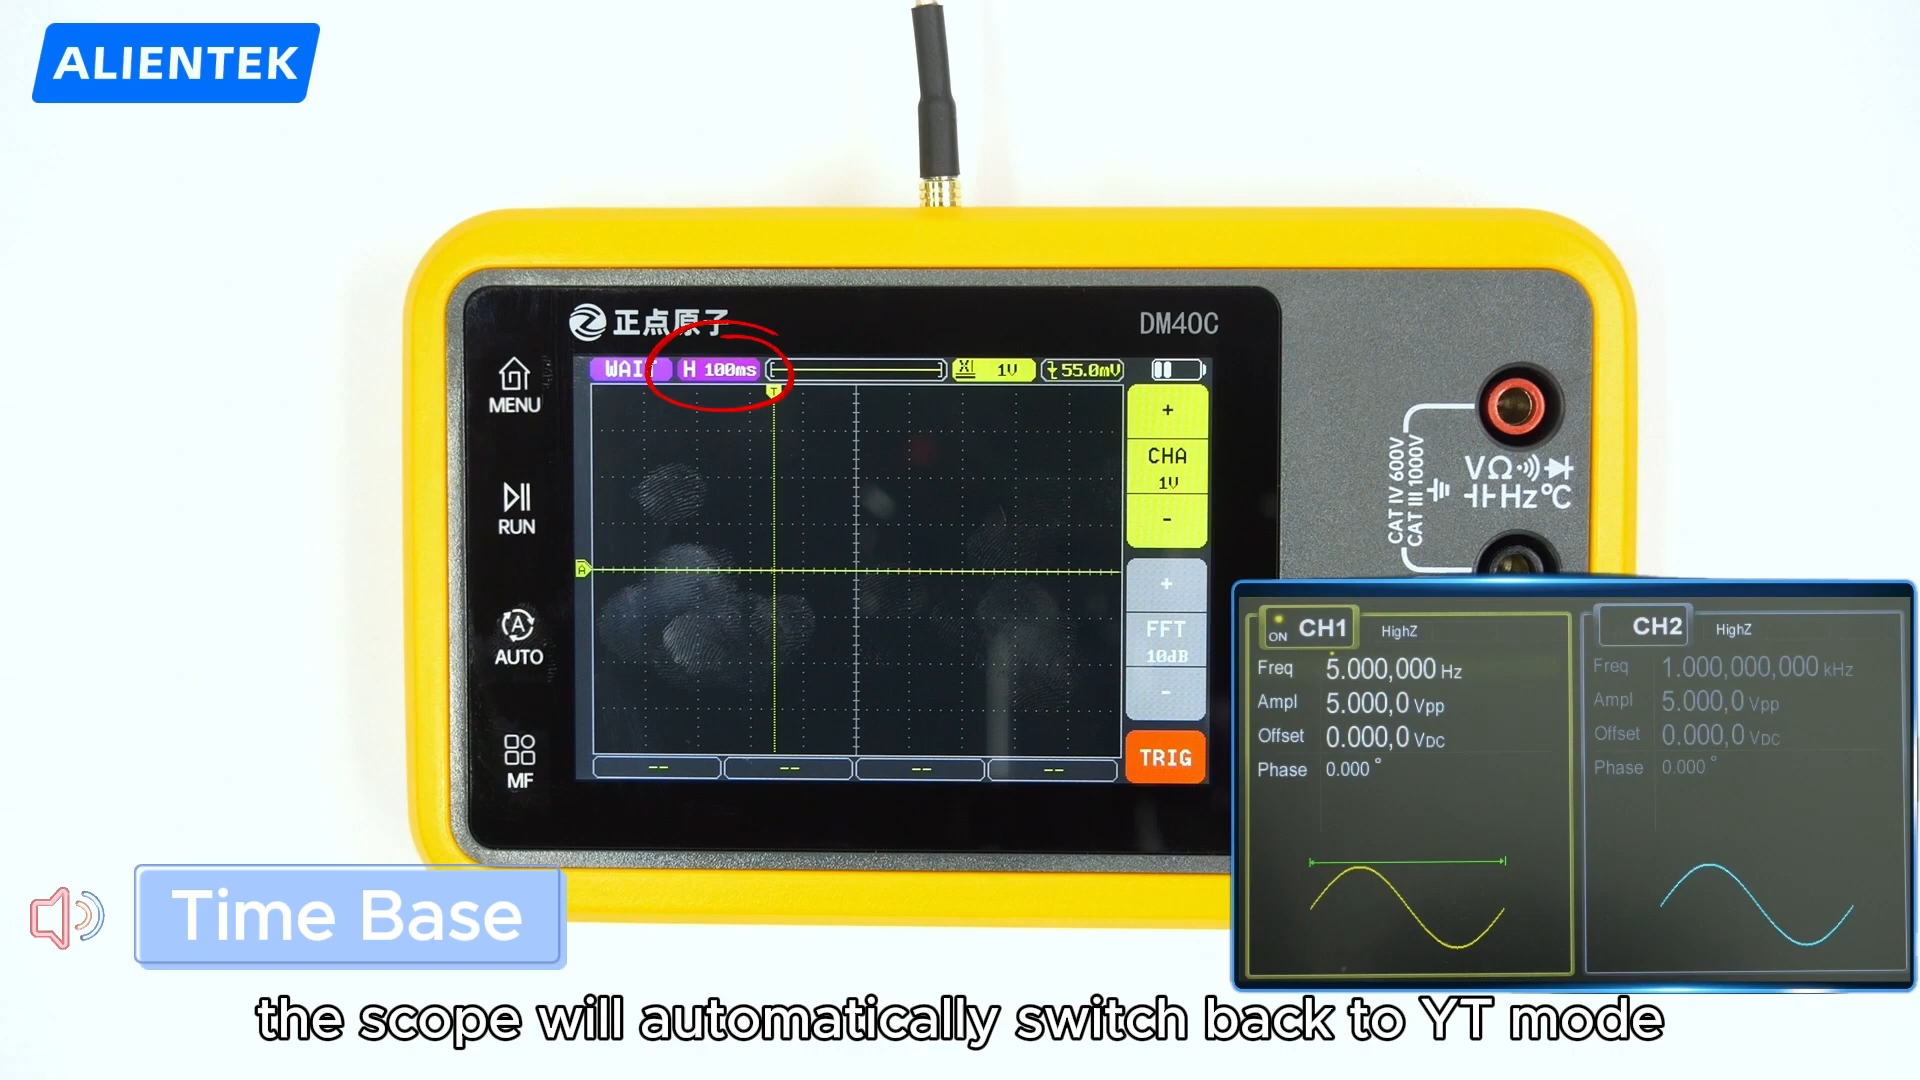 ALIENTEK
正点原子
DM40C
WAIT
H 100ms
X1 1V
55.0mV
T
MENU
RUN
AUTO
MF
A
+
CHA
1V
-
+
FFT
10dB
-
TRIG
-- -- -- --
CAT IV 600V
CAT III 1000V
VΩ
Hz°C
ON CH1 HighZ
Freq 5.000,000 Hz
Ampl 5.000,0 Vpp
Offset 0.000,0 VDC
Phase 0.000 °
CH2 HighZ
Freq 1.000,000,000 kHz
Ampl 5.000,0 Vpp
Offset 0.000,0 VDC
Phase 0.000 °
Time Base
the scope will automatically switch back to YT mode